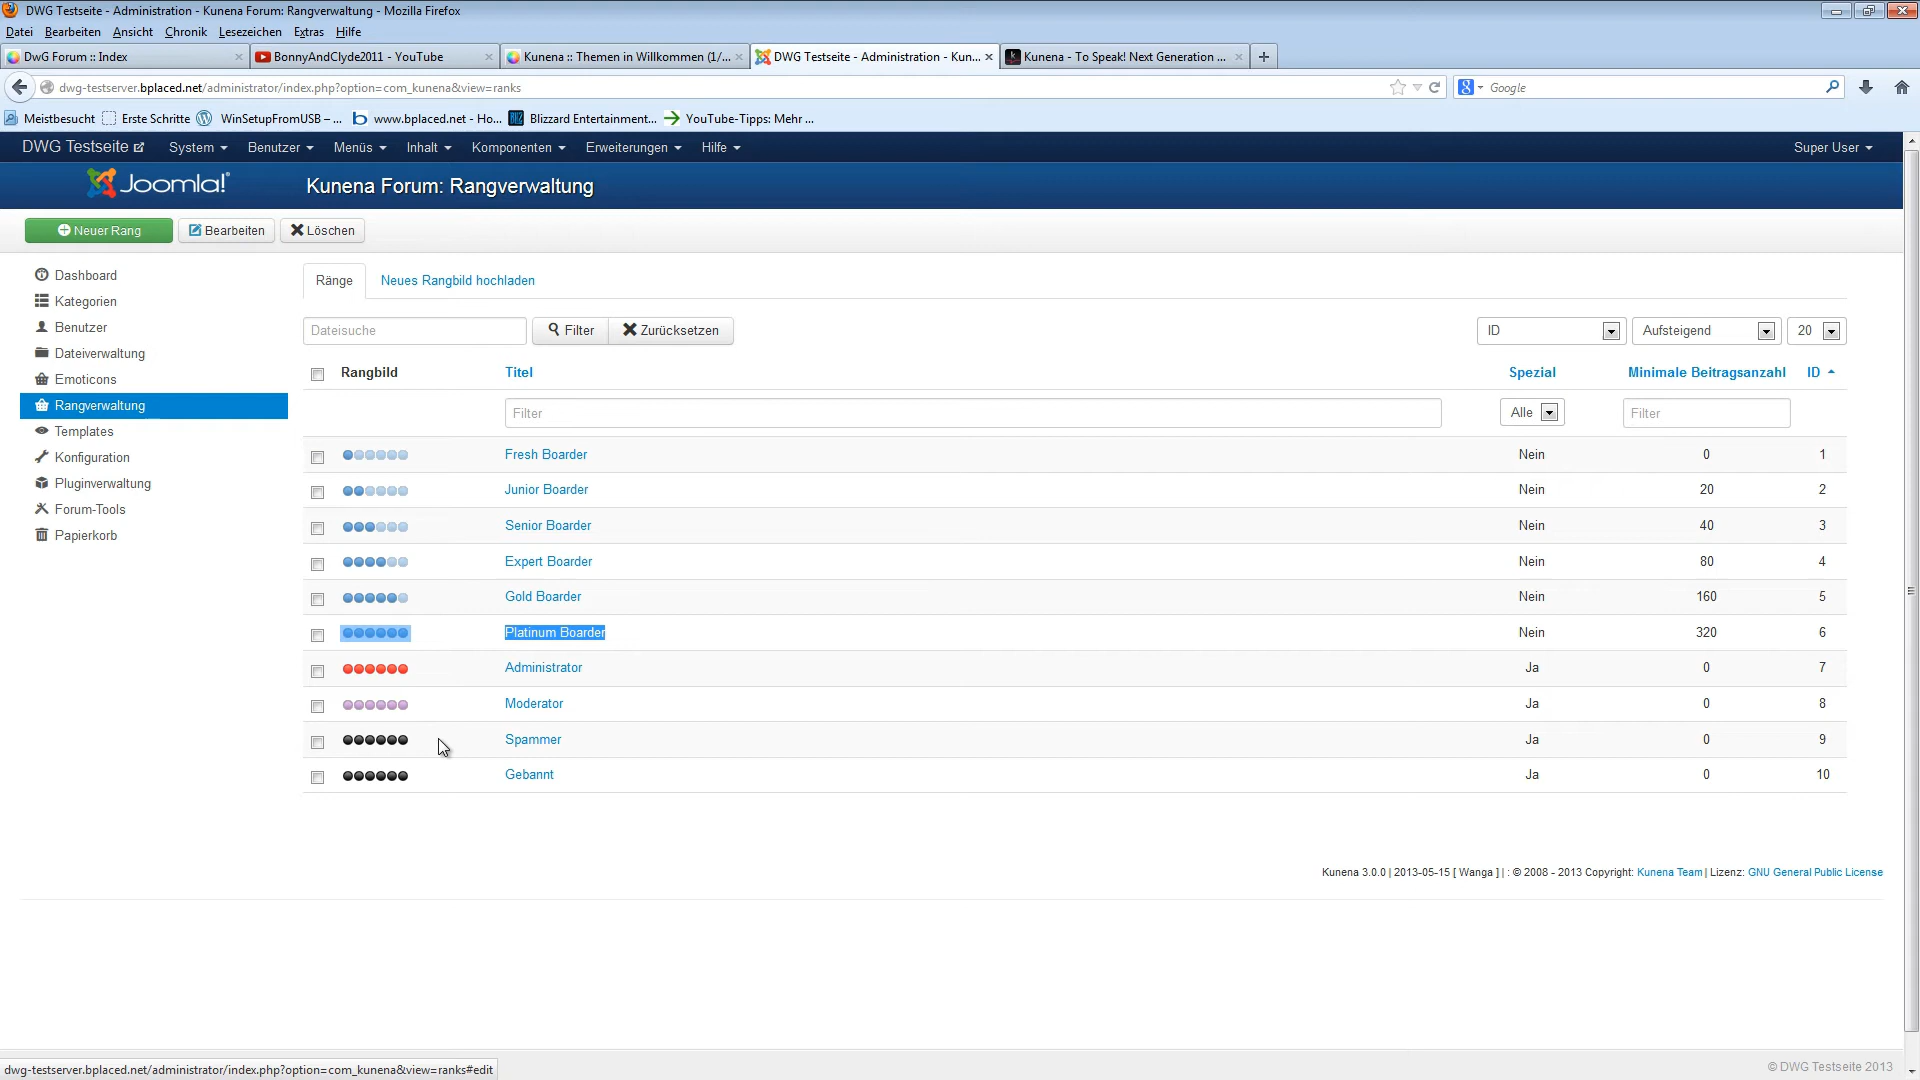 DWG Testseite - Administration - Kunena Forum: Rangverwaltung - Mozilla Firefox
Datei Bearbeiten Ansicht Chronik Lesezeichen Extras Hilfe
DwG Forum :: Index BonnyAndClyde2011 - YouTube Kunena :: Themen in Willkommen (1/... DWG Testseite - Administration - Kun... Kunena - To Speak! Next Generation ...
dwg-testserver.bplaced.net/administrator/index.php?option=com_kunena&view=ranks Google
Meistbesucht Erste Schritte WinSetupFromUSB – ... www.bplaced.net - Ho... Blizzard Entertainment... YouTube-Tipps: Mehr ...
DWG Testseite System Benutzer Menüs Inhalt Komponenten Erweiterungen Hilfe Super User
Joomla! Kunena Forum: Rangverwaltung
Neuer Rang Bearbeiten Löschen
Dashboard
Kategorien
Benutzer
Dateiverwaltung
Emoticons
Rangverwaltung
Templates
Konfiguration
Pluginverwaltung
Forum-Tools
Papierkorb
Ränge Neues Rangbild hochladen
Dateisuche Filter Zurücksetzen ID Aufsteigend 20
Rangbild Titel Spezial Minimale Beitragsanzahl ID
Filter Alle Filter
Fresh Boarder Nein 0 1
Junior Boarder Nein 20 2
Senior Boarder Nein 40 3
Expert Boarder Nein 80 4
Gold Boarder Nein 160 5
Platinum Boarder Nein 320 6
Administrator Ja 0 7
Moderator Ja 0 8
Spammer Ja 0 9
Gebannt Ja 0 10
Kunena 3.0.0 | 2013-05-15 [ Wanga ] | : © 2008 - 2013 Copyright: Kunena Team | Lizenz: GNU General Public License
© DWG Testseite 2013
dwg-testserver.bplaced.net/administrator/index.php?option=com_kunena&view=ranks#edit